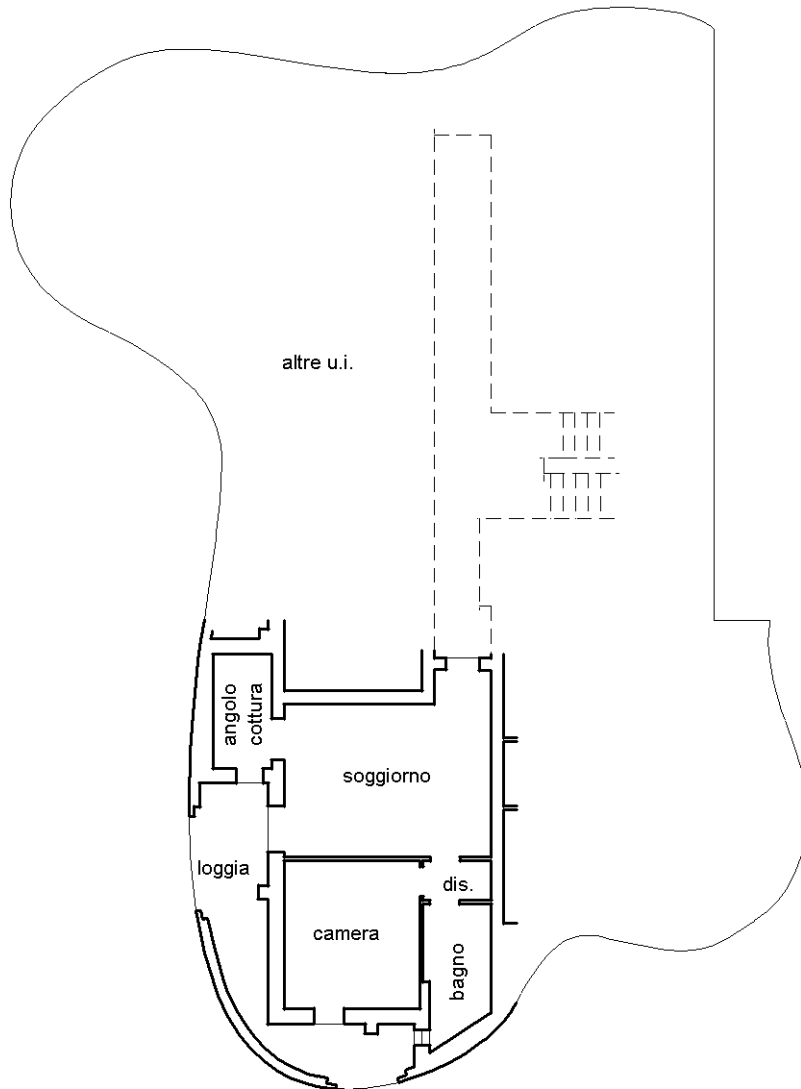 altre u.i.
angolo
cottura
soggiorno
loggia
dis.
camera
bagno